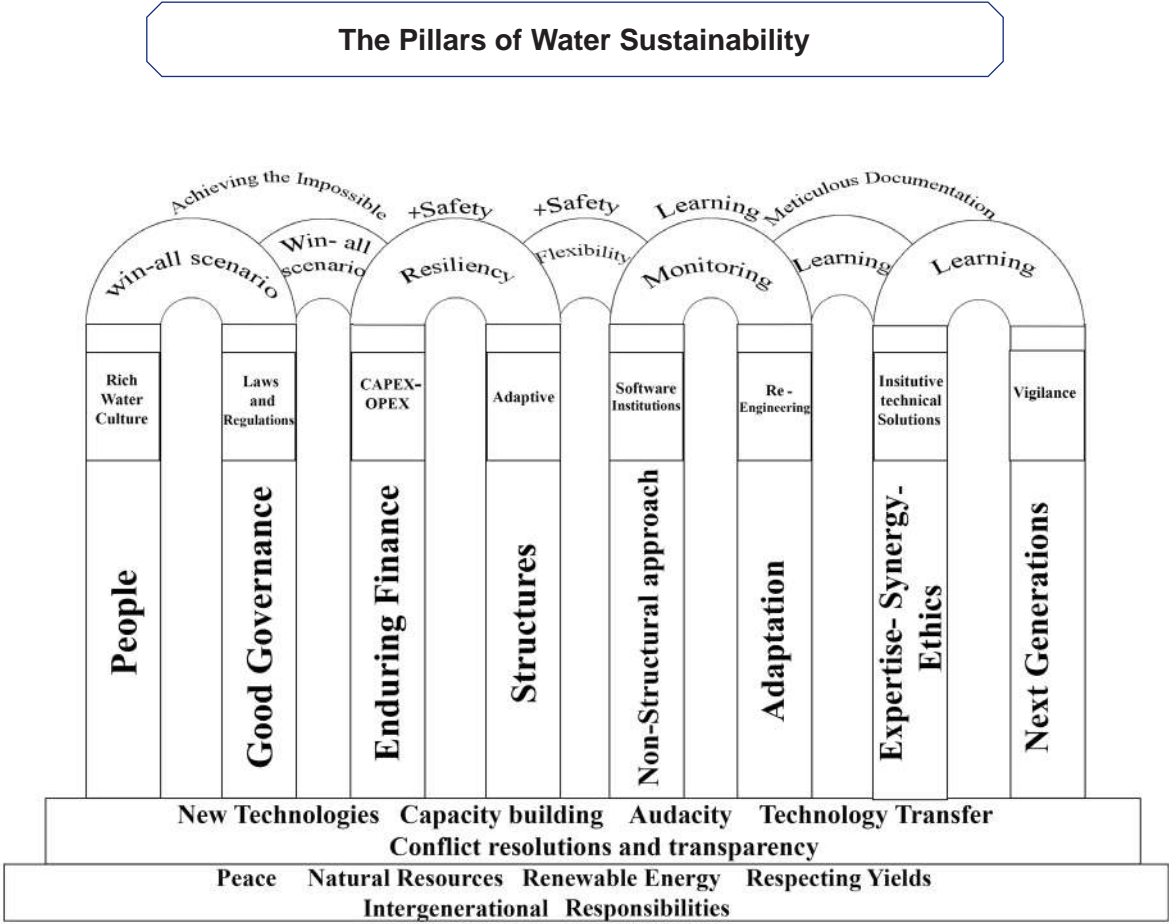 The Pillars of Water Sustainability
Achieving the Impossible
+Safety
+Safety
Learning
Meticulous Documentation
win-all scenario
Win- all
scenario
Resiliency
Flexibility
Monitoring
Learning
Learning
Rich
Water
Culture
Laws
and
Regulations
CAPEX-
OPEX
Adaptive
Software
Institutions
Re -
Engineering
Insitutive
technical
Solutions
Vigilance
People
Good Governance
Enduring Finance
Structures
Non-Structural approach
Adaptation
Expertise- Synergy-
Ethics
Next Generations
New Technologies Capacity building Audacity Technology Transfer
Conflict resolutions and transparency
Peace Natural Resources Renewable Energy Respecting Yields
Intergenerational Responsibilities